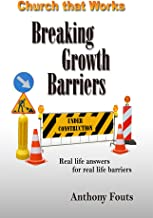 Church that Works
Breaking
Growth
Barriers
UNDER
CONSTRUCTION
Real life answers
for real life barriers
Anthony Fouts